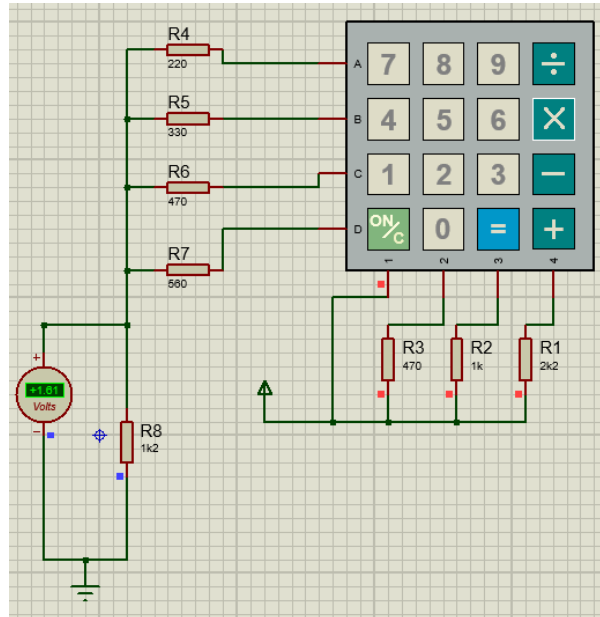 R4
220
A 7 8 9 ÷
R5
330
B 4 5 6 ×
R6
470
C 1 2 3 −
R7
560
D ON/C 0 = +
1 2 3 4
R3
470
R2
1k
R1
2k2
+
+1.61
Volts
−
R8
1k2